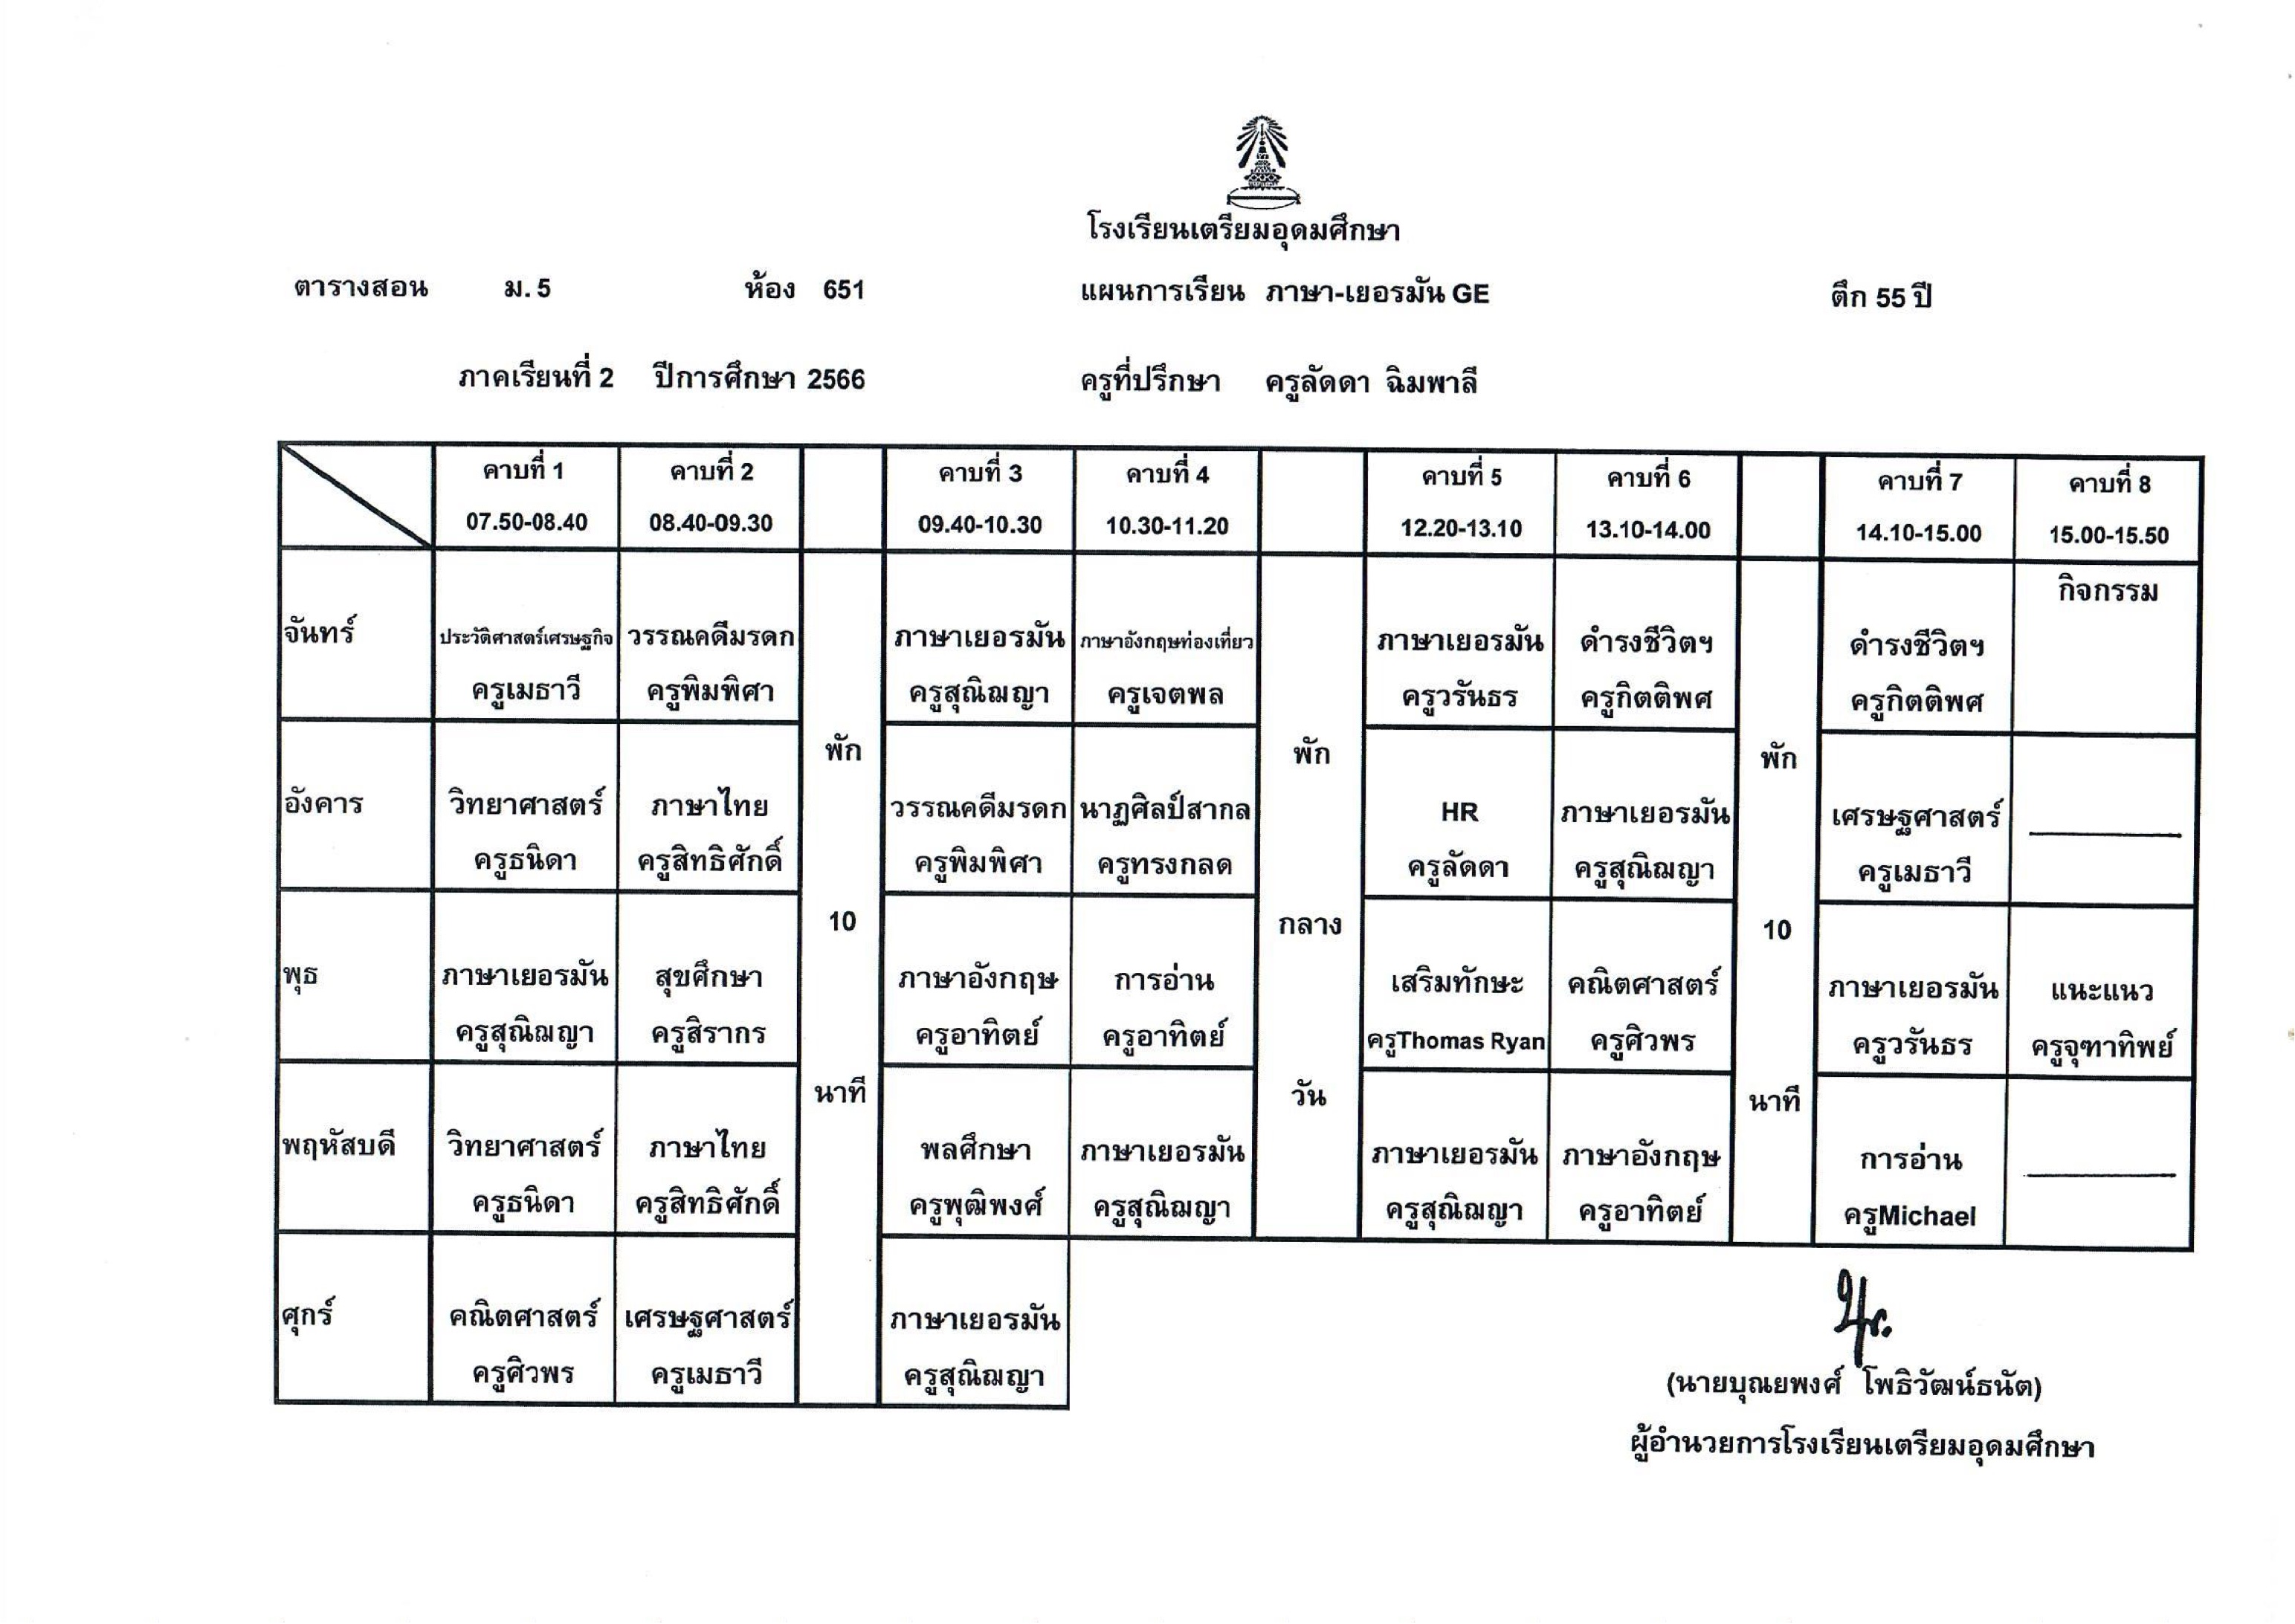 โรงเรียนเตรียมอุดมศึกษา
ตารางสอน ม. 5 ห้อง 651 แผนการเรียน ภาษา-เยอรมัน GE ตึก 55 ปี
ภาคเรียนที่ 2 ปีการศึกษา 2566 ครูที่ปรึกษา ครูลัดดา ฉิมพาลี
คาบที่ 1 คาบที่ 2 คาบที่ 3 คาบที่ 4 คาบที่ 5 คาบที่ 6 คาบที่ 7 คาบที่ 8
07.50-08.40 08.40-09.30 09.40-10.30 10.30-11.20 12.20-13.10 13.10-14.00 14.10-15.00 15.00-15.50
กิจกรรม
จันทร์ ประวัติศาสตร์เศรษฐกิจ วรรณคดีมรดก ภาษาเยอรมัน ภาษาอังกฤษท่องเที่ยว ภาษาเยอรมัน ดำรงชีวิตฯ ดำรงชีวิตฯ
ครูเมธาวี ครูพิมพิศา ครูสุณิฌญา ครูเจตพล ครูวรันธร ครูกิตติพศ ครูกิตติพศ
พัก พัก พัก
อังคาร วิทยาศาสตร์ ภาษาไทย วรรณคดีมรดก นาฏศิลป์สากล HR ภาษาเยอรมัน เศรษฐศาสตร์
ครูธนิดา ครูสิทธิศักดิ์ ครูพิมพิศา ครูทรงกลด ครูลัดดา ครูสุณิฌญา ครูเมธาวี
10 กลาง 10
พุธ ภาษาเยอรมัน สุขศึกษา ภาษาอังกฤษ การอ่าน เสริมทักษะ คณิตศาสตร์ ภาษาเยอรมัน แนะแนว
ครูสุณิฌญา ครูสิรากร ครูอาทิตย์ ครูอาทิตย์ ครูThomas Ryan ครูศิวพร ครูวรันธร ครูจุฑาทิพย์
นาที วัน นาที
พฤหัสบดี วิทยาศาสตร์ ภาษาไทย พลศึกษา ภาษาเยอรมัน ภาษาเยอรมัน ภาษาอังกฤษ การอ่าน
ครูธนิดา ครูสิทธิศักดิ์ ครูพุฒิพงศ์ ครูสุณิฌญา ครูสุณิฌญา ครูอาทิตย์ ครูMichael
ศุกร์ คณิตศาสตร์ เศรษฐศาสตร์ ภาษาเยอรมัน
ครูศิวพร ครูเมธาวี ครูสุณิฌญา
(นายบุณยพงศ์ โพธิวัฒน์ธนัต)
ผู้อำนวยการโรงเรียนเตรียมอุดมศึกษา